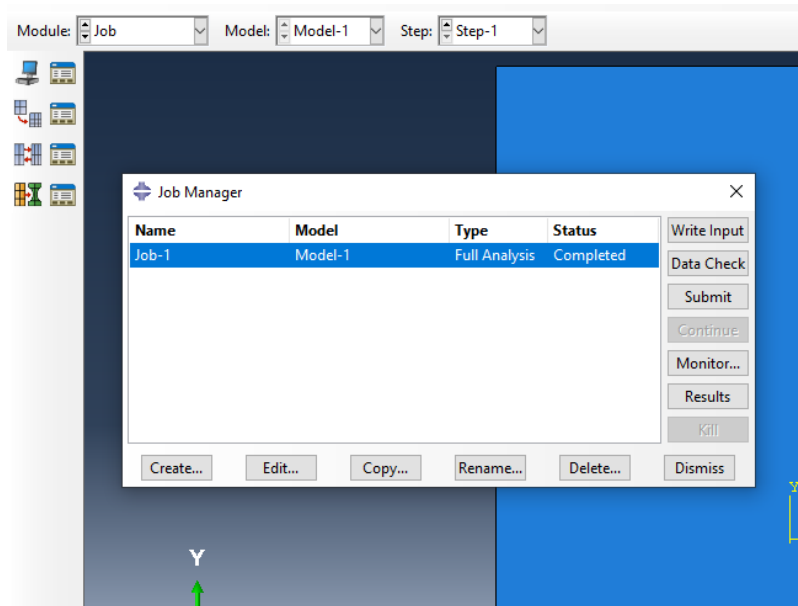 Module: Job Model: Model-1 Step: Step-1
Job Manager
Name Model Type Status
Job-1 Model-1 Full Analysis Completed
Write Input
Data Check
Submit
Continue
Monitor...
Results
Kill
Create... Edit... Copy... Rename... Delete... Dismiss
Y
Y